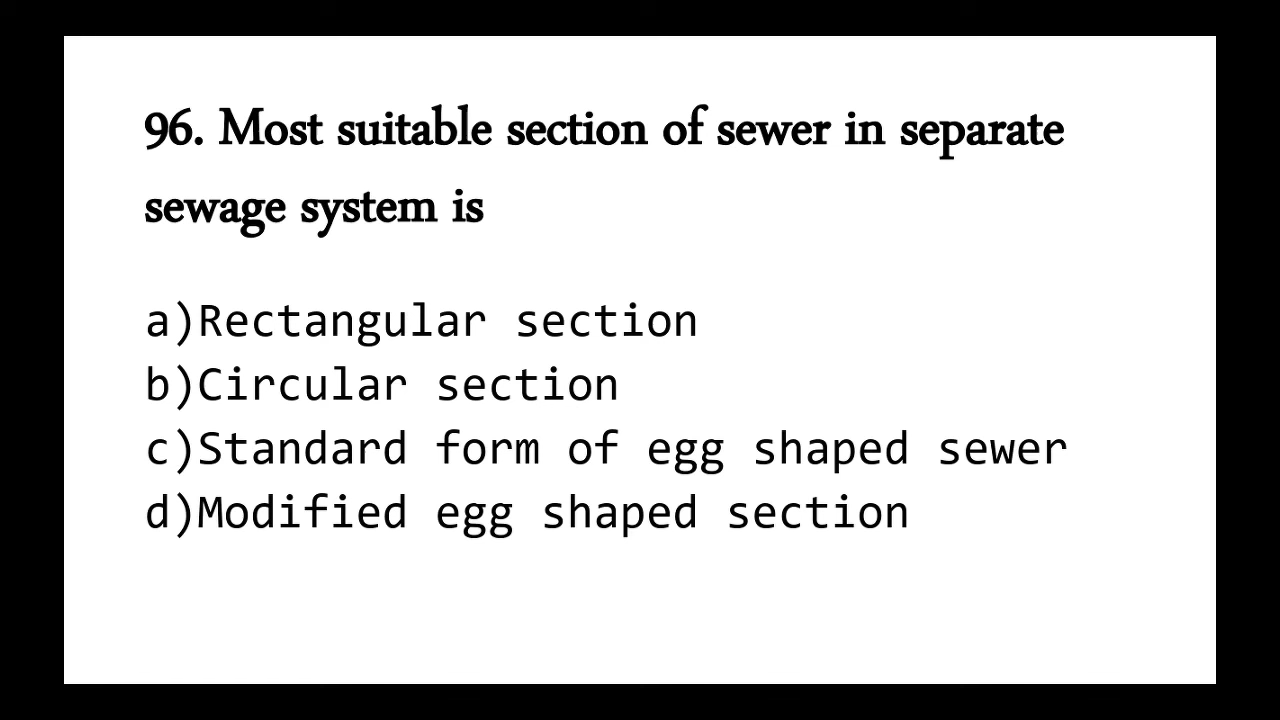 96. Most suitable section of sewer in separate
sewage system is
a)Rectangular section
b)Circular section
c)Standard form of egg shaped sewer
d)Modified egg shaped section